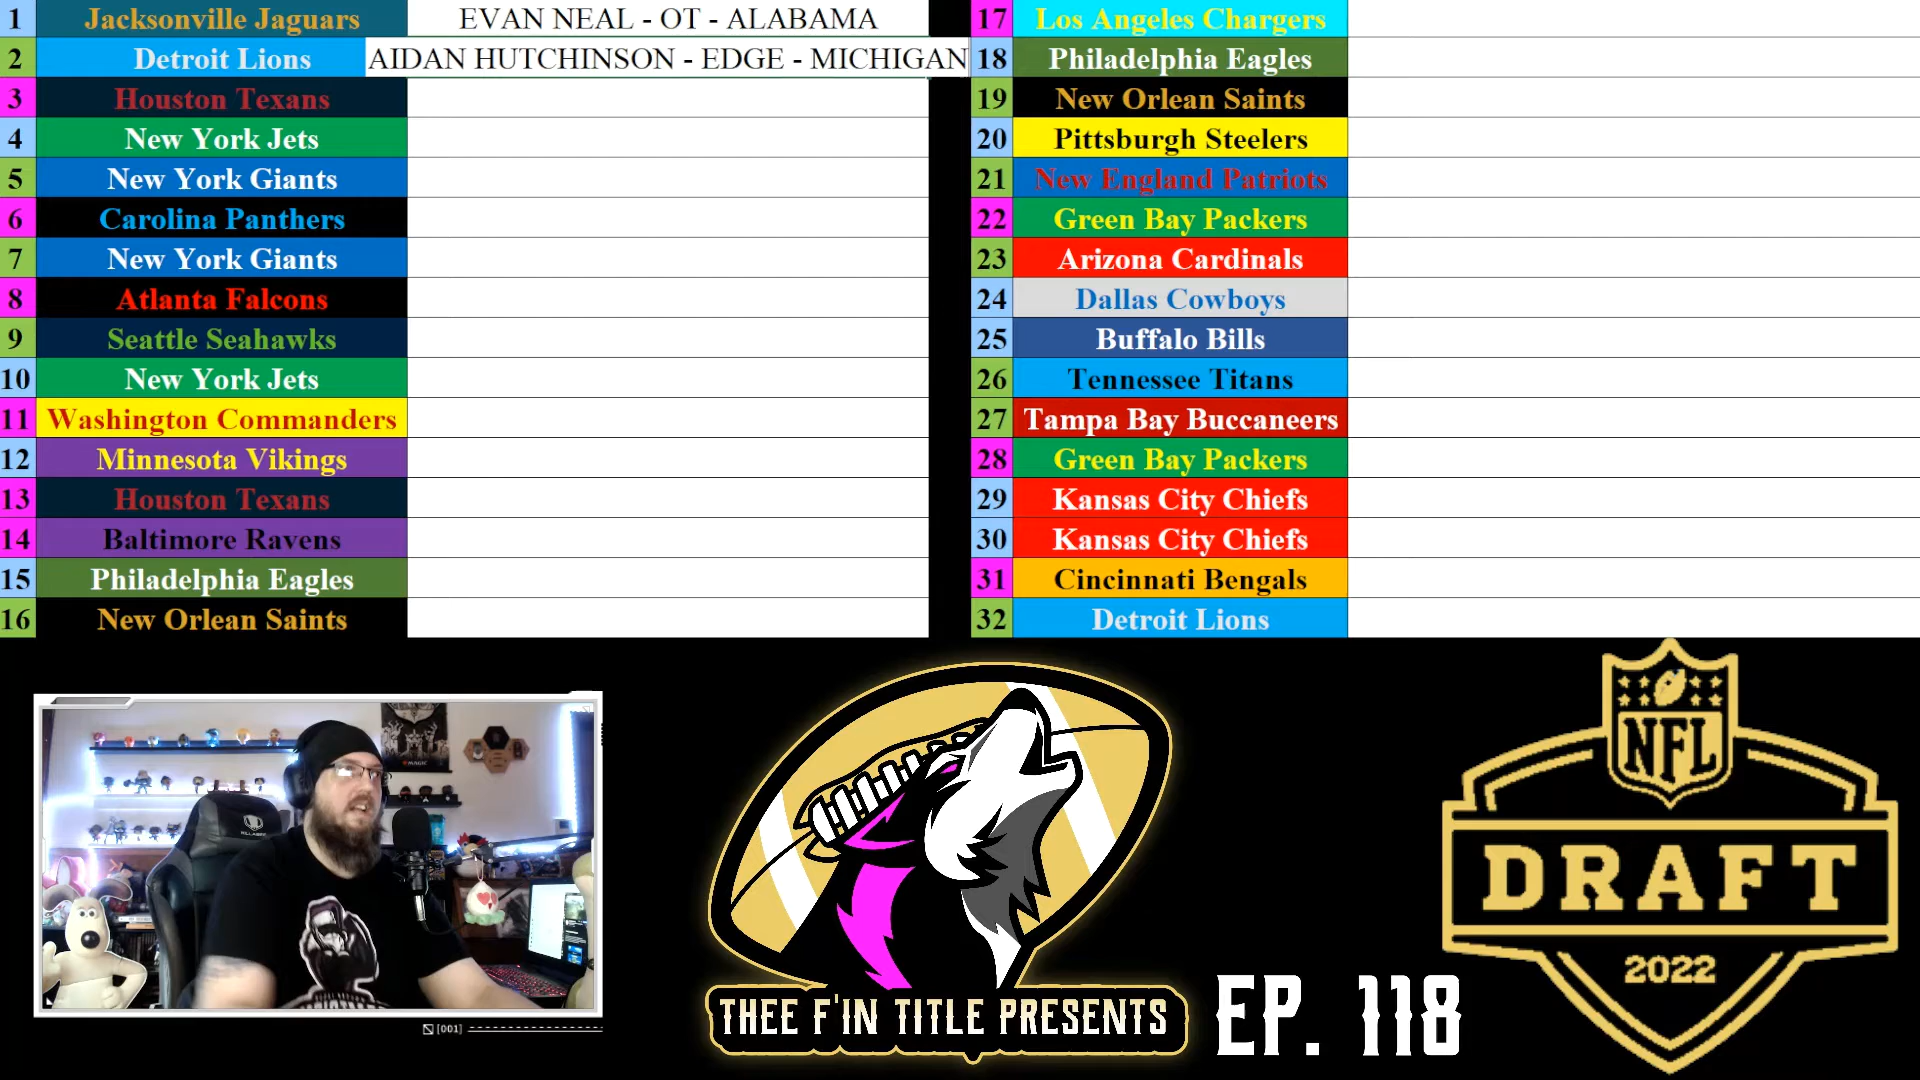 1 Jacksonville Jaguars EVAN NEAL - OT - ALABAMA
2 Detroit Lions AIDAN HUTCHINSON - EDGE - MICHIGAN
3 Houston Texans
4 New York Jets
5 New York Giants
6 Carolina Panthers
7 New York Giants
8 Atlanta Falcons
9 Seattle Seahawks
10 New York Jets
11 Washington Commanders
12 Minnesota Vikings
13 Houston Texans
14 Baltimore Ravens
15 Philadelphia Eagles
16 New Orlean Saints
17 Los Angeles Chargers
18 Philadelphia Eagles
19 New Orlean Saints
20 Pittsburgh Steelers
21 New England Patriots
22 Green Bay Packers
23 Arizona Cardinals
24 Dallas Cowboys
25 Buffalo Bills
26 Tennessee Titans
27 Tampa Bay Buccaneers
28 Green Bay Packers
29 Kansas City Chiefs
30 Kansas City Chiefs
31 Cincinnati Bengals
32 Detroit Lions
MAGIC
[001]
THEE F'IN TITLE PRESENTS
EP. 118
NFL
DRAFT
2022